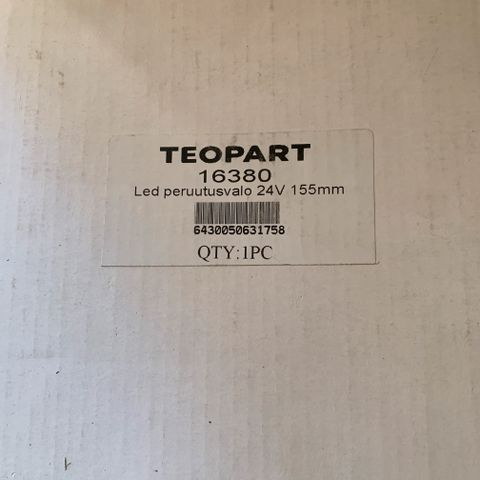 TEOPART
16380
Led peruutusvalo 24V 155mm
6430050631758
QTY:1PC